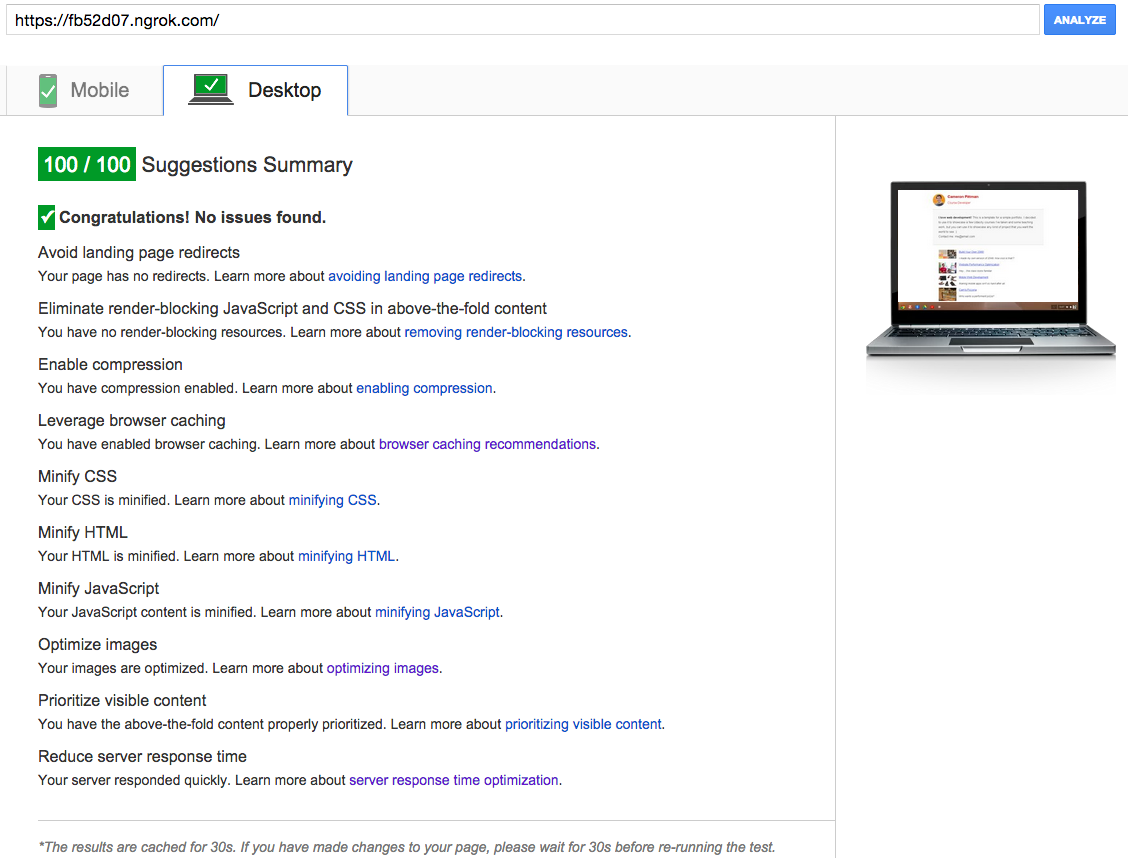 https://fb52d07.ngrok.com/
ANALYZE
Mobile
Desktop
100 / 100 Suggestions Summary
Congratulations! No issues found.
Avoid landing page redirects
Your page has no redirects. Learn more about avoiding landing page redirects.
Eliminate render-blocking JavaScript and CSS in above-the-fold content
You have no render-blocking resources. Learn more about removing render-blocking resources.
Enable compression
You have compression enabled. Learn more about enabling compression.
Leverage browser caching
You have enabled browser caching. Learn more about browser caching recommendations.
Minify CSS
Your CSS is minified. Learn more about minifying CSS.
Minify HTML
Your HTML is minified. Learn more about minifying HTML.
Minify JavaScript
Your JavaScript content is minified. Learn more about minifying JavaScript.
Optimize images
Your images are optimized. Learn more about optimizing images.
Prioritize visible content
You have the above-the-fold content properly prioritized. Learn more about prioritizing visible content.
Reduce server response time
Your server responded quickly. Learn more about server response time optimization.
*The results are cached for 30s. If you have made changes to your page, please wait for 30s before re-running the test.
Cameron Pittman